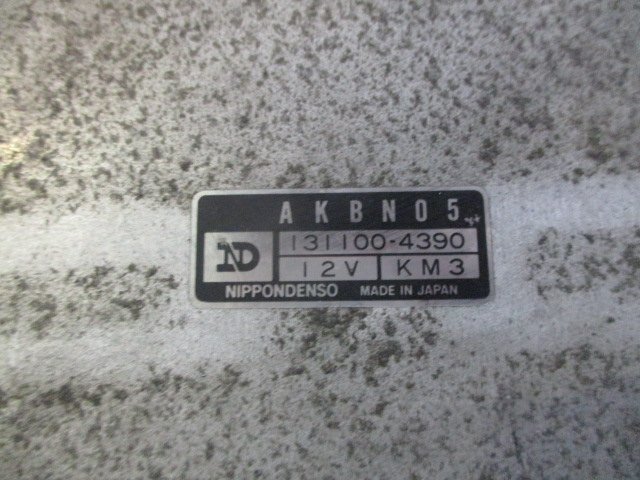 AKBN05
ND 131100-4390
12V KM3
NIPPONDENSO MADE IN JAPAN